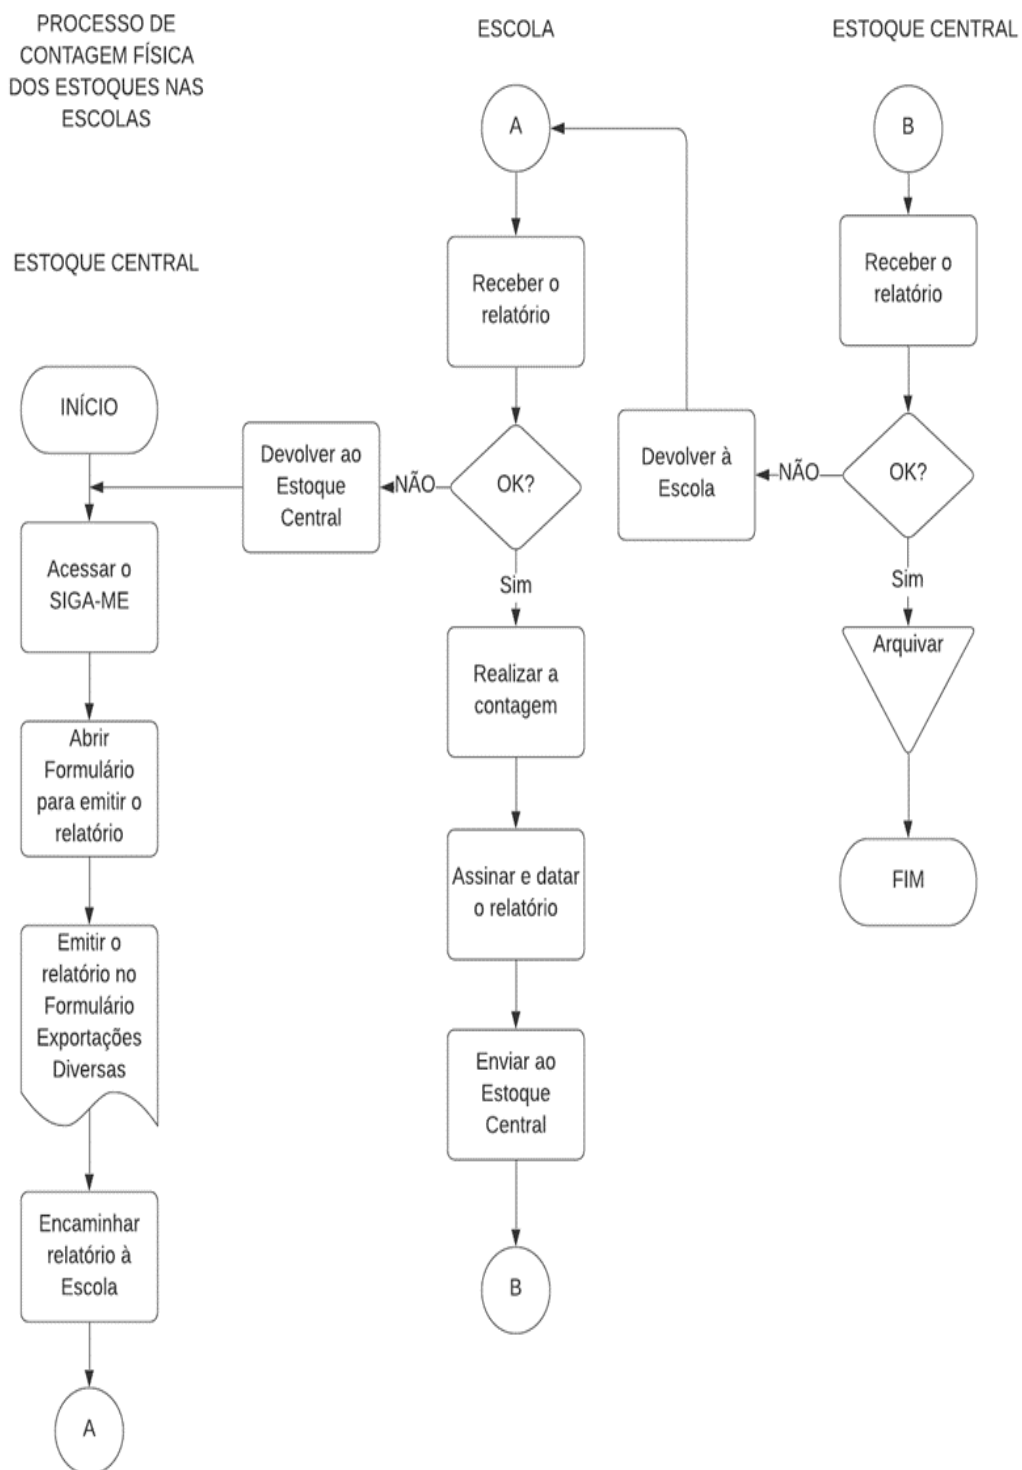 PROCESSO DE
CONTAGEM FÍSICA
DOS ESTOQUES NAS
ESCOLAS
ESTOQUE CENTRAL
INÍCIO
Acessar o
SIGA-ME
Abrir
Formulário
para emitir o
relatório
Emitir o
relatório no
Formulário
Exportações
Diversas
Encaminhar
relatório à
Escola
A
ESCOLA
A
Receber o
relatório
OK?
NÃO
Devolver ao
Estoque
Central
Sim
Realizar a
contagem
Assinar e datar
o relatório
Enviar ao
Estoque
Central
B
ESTOQUE CENTRAL
B
Receber o
relatório
OK?
NÃO
Devolver à
Escola
Sim
Arquivar
FIM